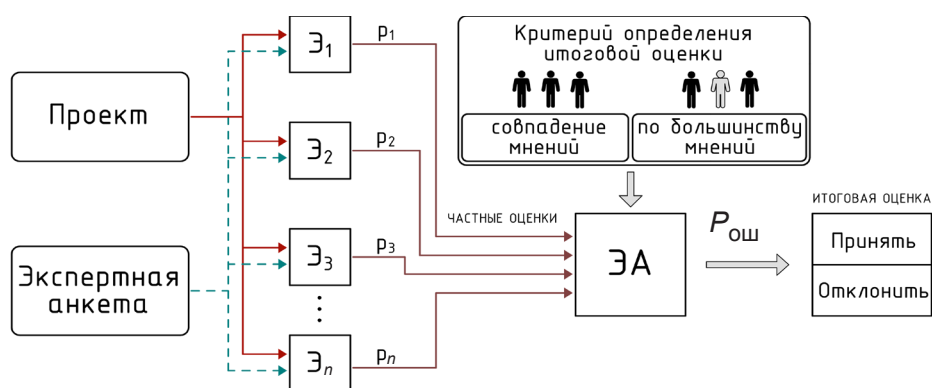 Проект
Экспертная
анкета
Э1
Э2
Э3
Эn
p1
p2
p3
pn
Критерий определения
итоговой оценки
совпадение
мнений
по большинству
мнений
ЧАСТНЫЕ ОЦЕНКИ
ЭА
Pош
ИТОГОВАЯ ОЦЕНКА
Принять
Отклонить